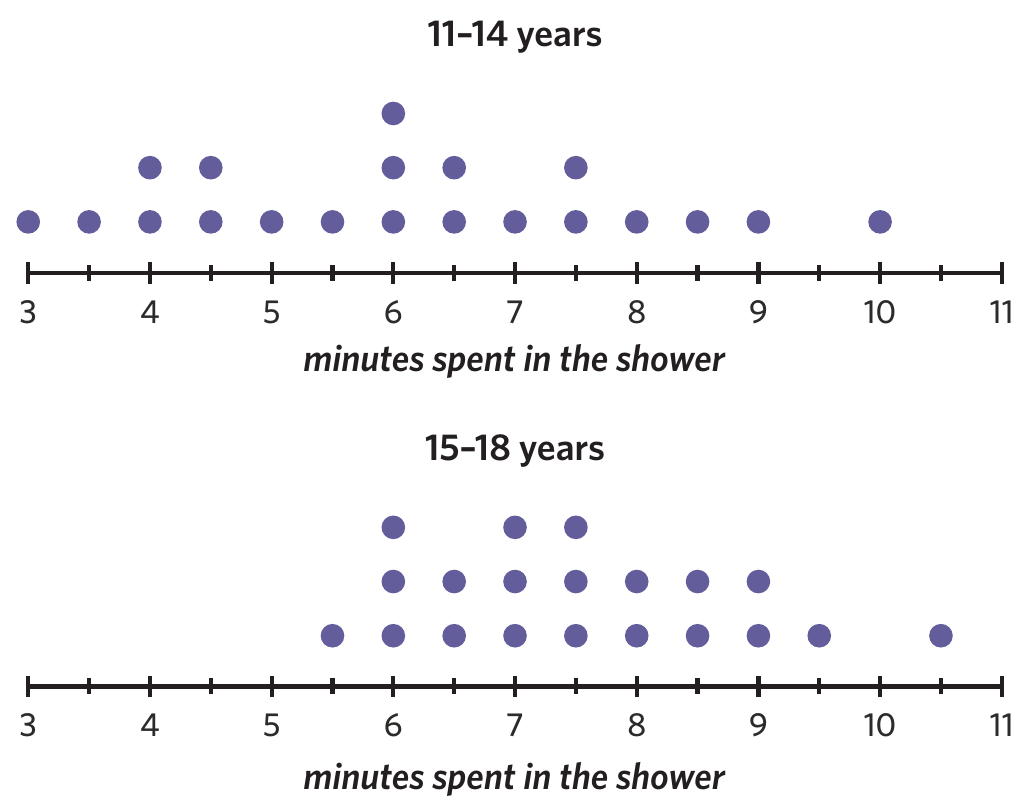 11–14 years
3 4 5 6 7 8 9 10 11
minutes spent in the shower
15–18 years
3 4 5 6 7 8 9 10 11
minutes spent in the shower